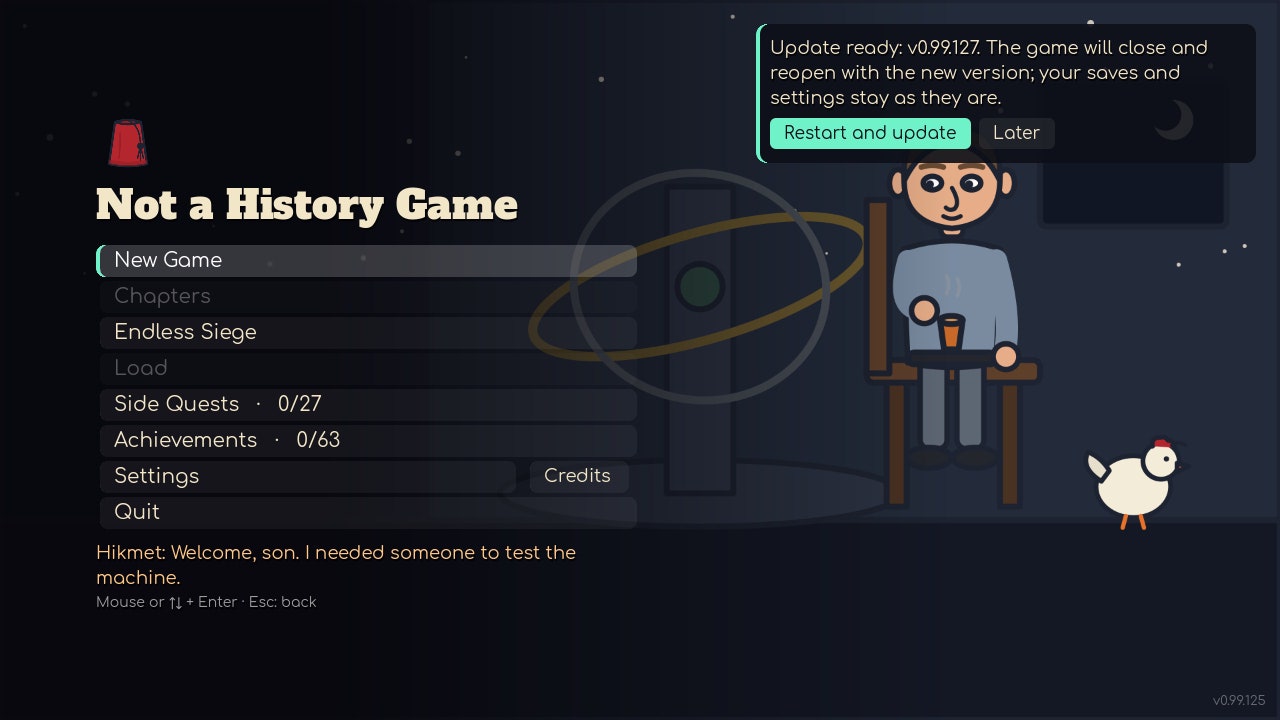 Update ready: v0.99.127. The game will close and
reopen with the new version; your saves and
settings stay as they are.
Restart and update
Later
Not a History Game
New Game
Chapters
Endless Siege
Load
Side Quests · 0/27
Achievements · 0/63
Settings
Credits
Quit
Hikmet: Welcome, son. I needed someone to test the
machine.
Mouse or ↑↓ + Enter · Esc: back
v0.99.125